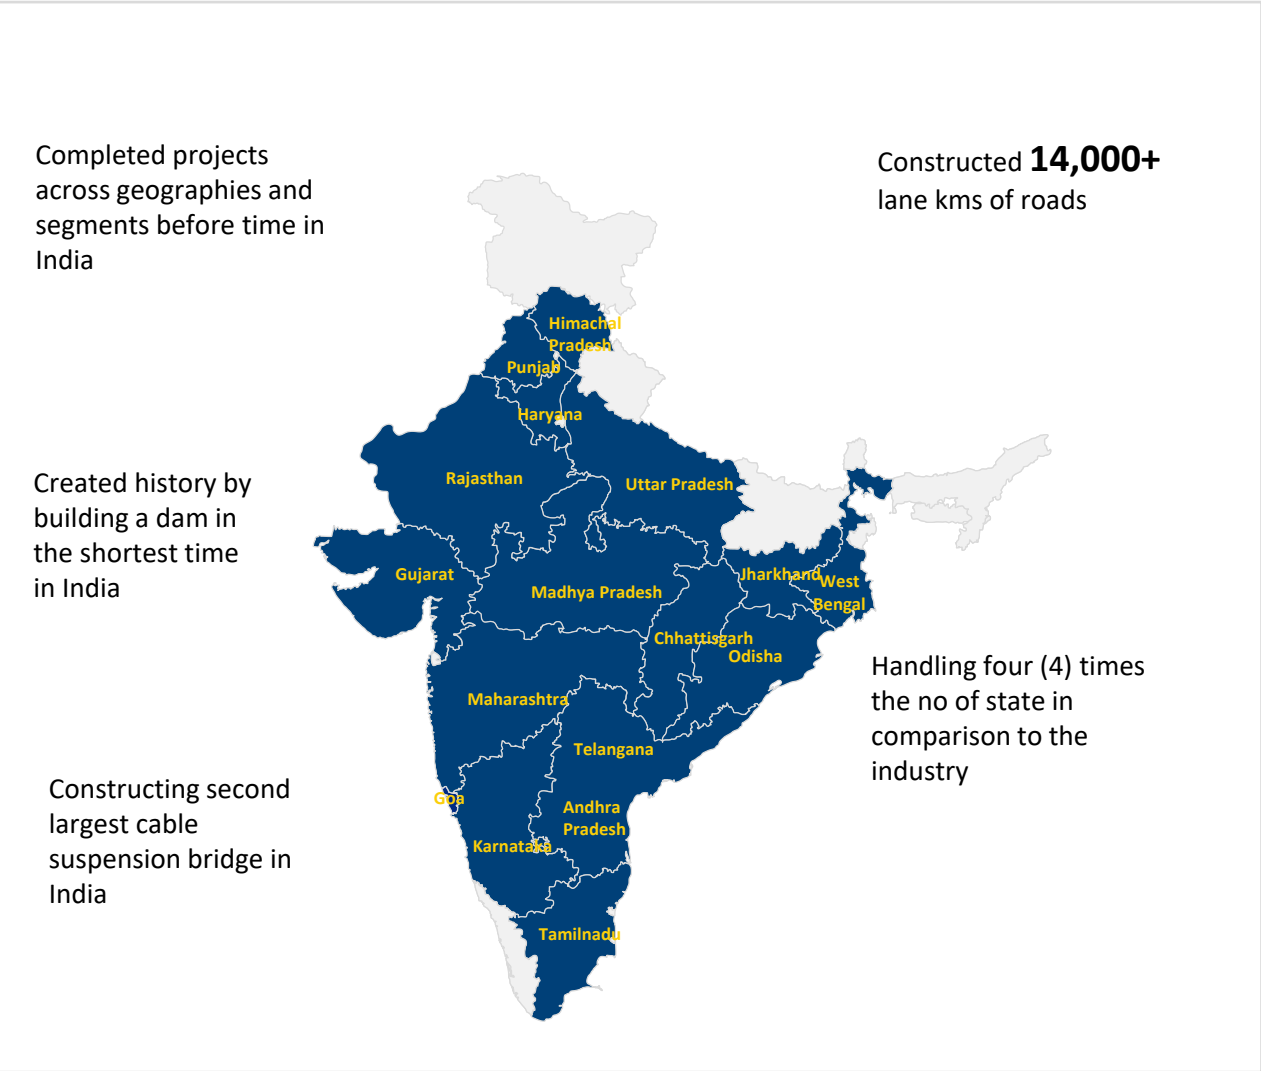 Completed projects
across geographies and
segments before time in
India
Constructed 14,000+
lane kms of roads
Created history by
building a dam in
the shortest time
in India
Constructing second
largest cable
suspension bridge in
India
Handling four (4) times
the no of state in
comparison to the
industry
Himachal
Pradesh
Punjab
Haryana
Rajasthan
Uttar Pradesh
Gujarat
Madhya Pradesh
Jharkhand
West
Bengal
Chhattisgarh
Odisha
Maharashtra
Telangana
Goa
Andhra
Pradesh
Karnataka
Tamilnadu